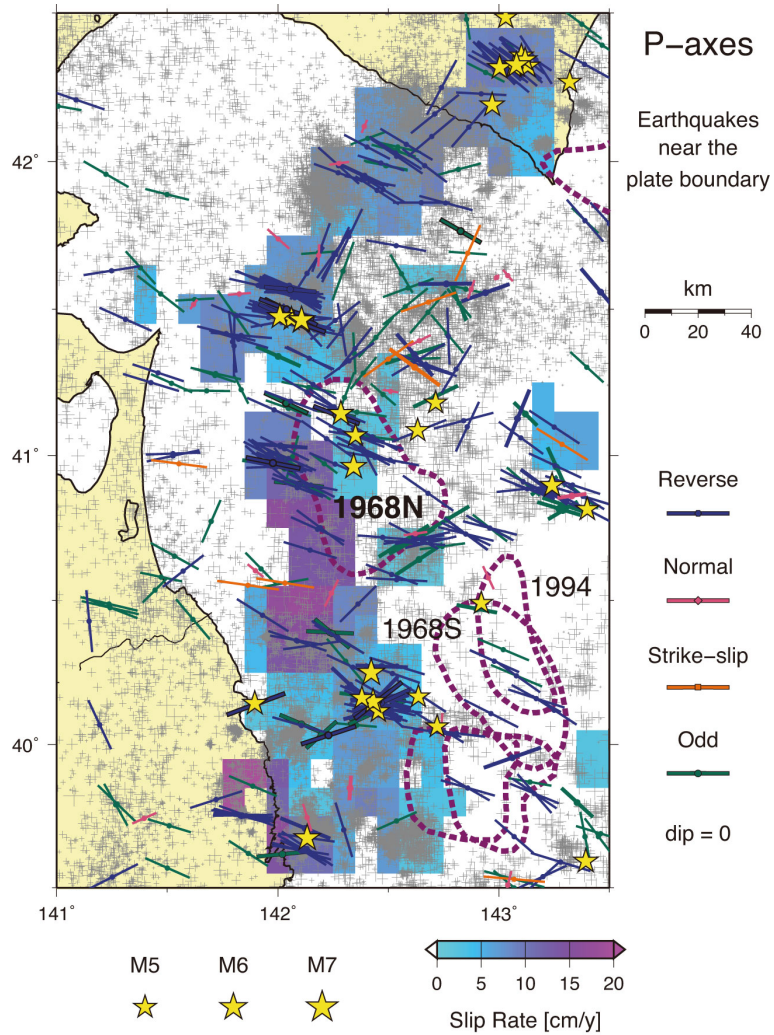 P-axes
Earthquakes
near the
plate boundary
km
0 20 40
42°
41°
40°
141° 142° 143°
1968N
1994
1968S
Reverse
Normal
Strike-slip
Odd
dip = 0
M5 M6 M7
0 5 10 15 20
Slip Rate [cm/y]